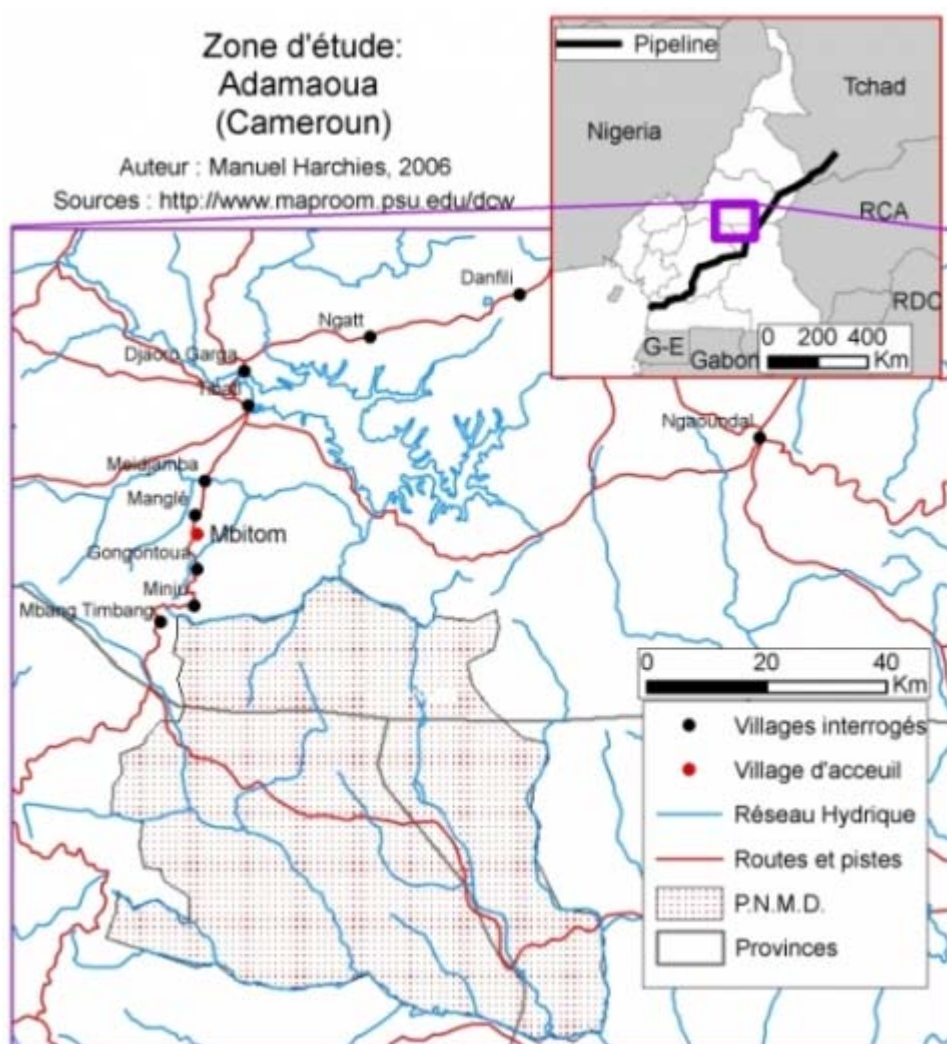 Zone d'étude:
Adamaoua
(Cameroun)
Auteur : Manuel Harchies, 2006
Sources : http://www.maproom.psu.edu/dcw
Pipeline
Tchad
Nigeria
RCA
RDC
G-E
Gabon
0 200 400
Km
Danfili
Ngatt
Djaoro Garga
Tibati
Ngaoundal
Meidjamba
Manglé
Mbitom
Gongontoua
Minju
Mbang Timbang
0 20 40
Km
Villages interrogés
Village d'acceuil
Réseau Hydrique
Routes et pistes
P.N.M.D.
Provinces